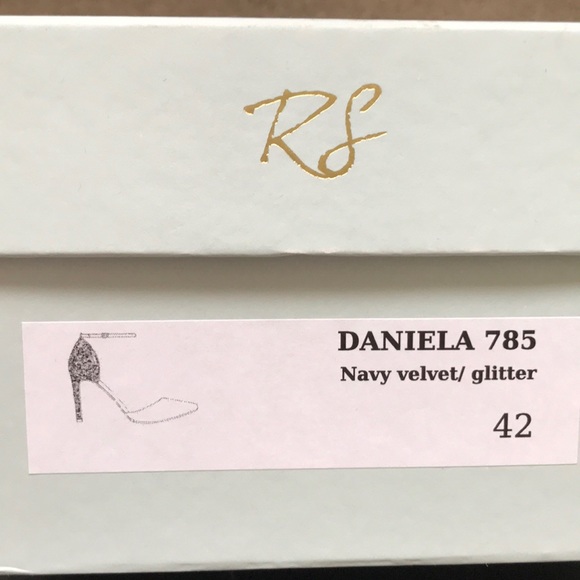 RS
DANIELA 785
Navy velvet/ glitter
42